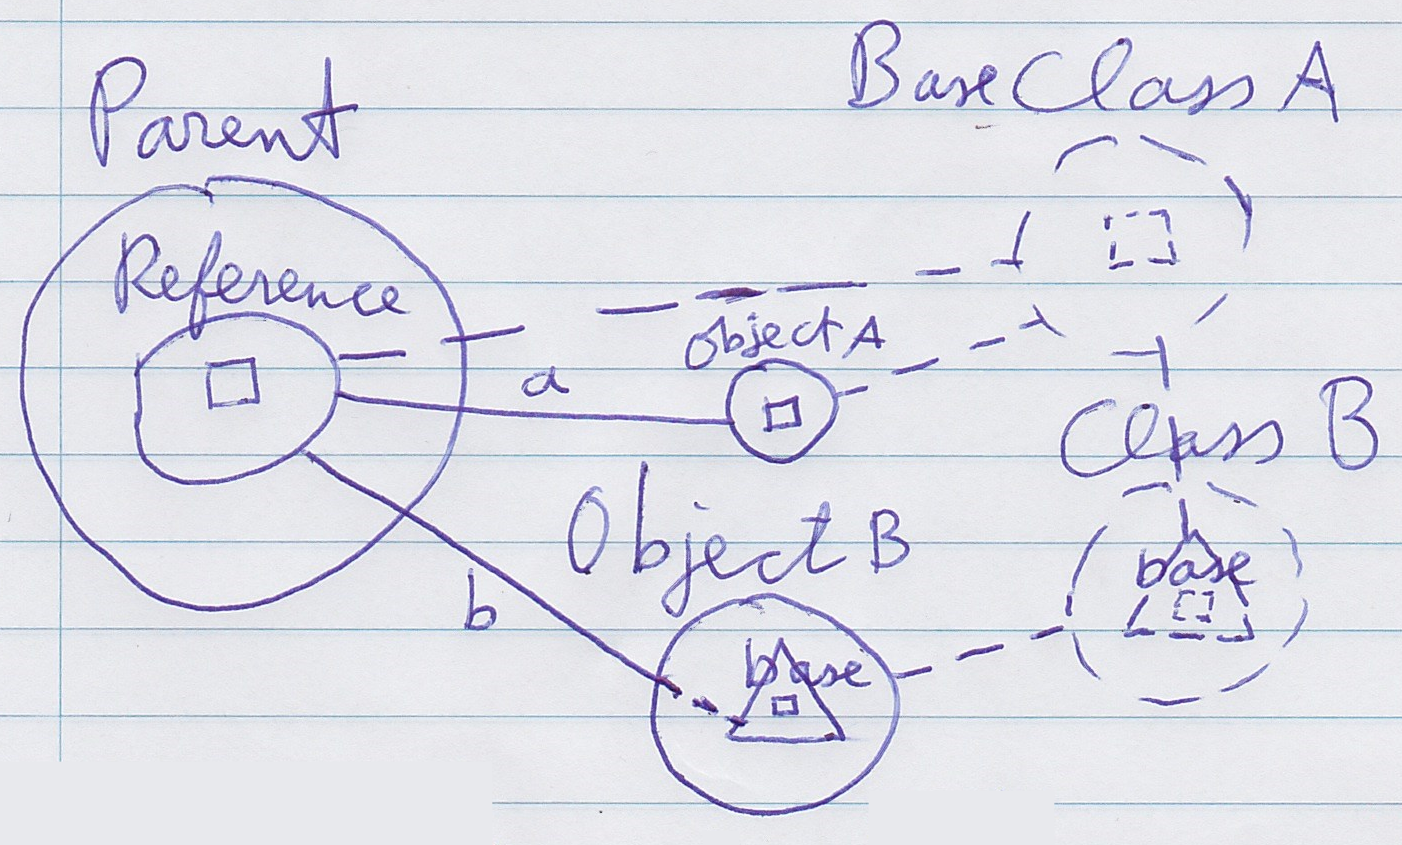 Base Class A
Parent
Reference
object A
a
Class B
Object B
base
b
base